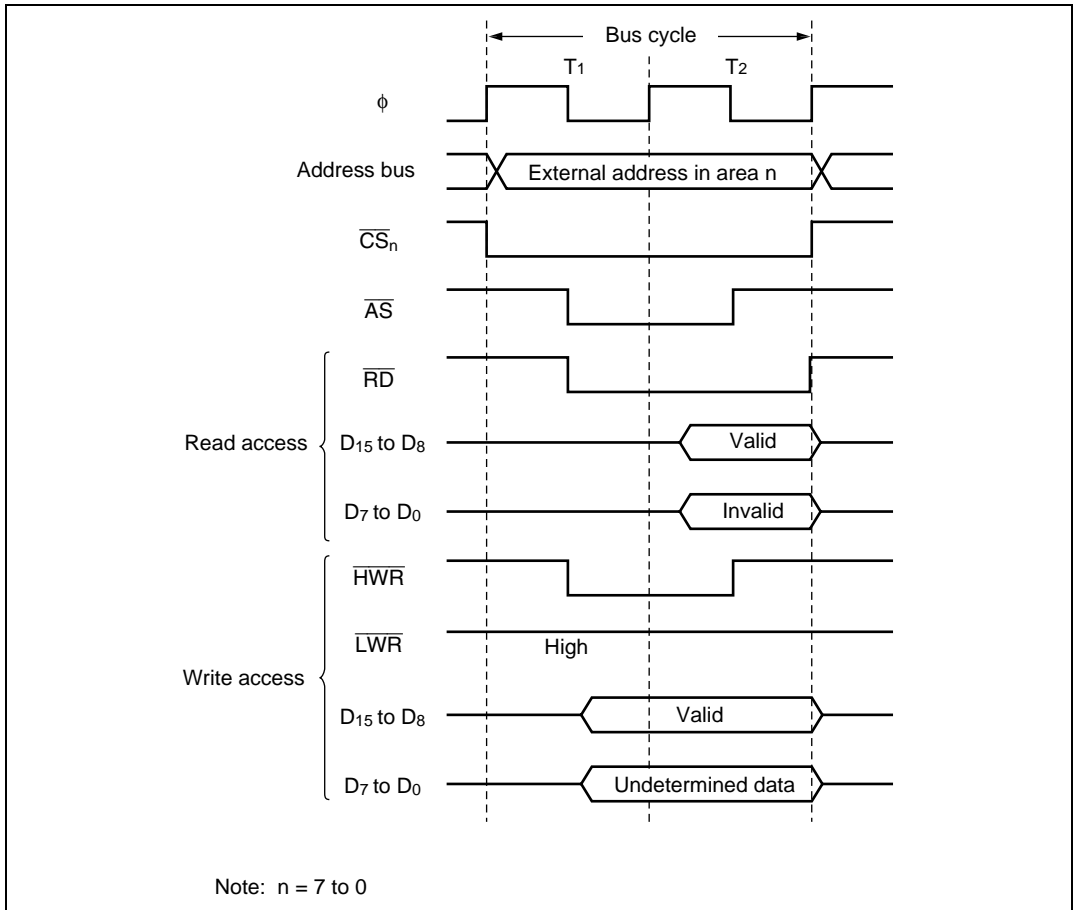 Bus cycle
T1 T2
φ
Address bus External address in area n
CSn
AS
RD
Read access D15 to D8 Valid
D7 to D0 Invalid
HWR
LWR High
Write access
D15 to D8 Valid
D7 to D0 Undetermined data
Note: n = 7 to 0